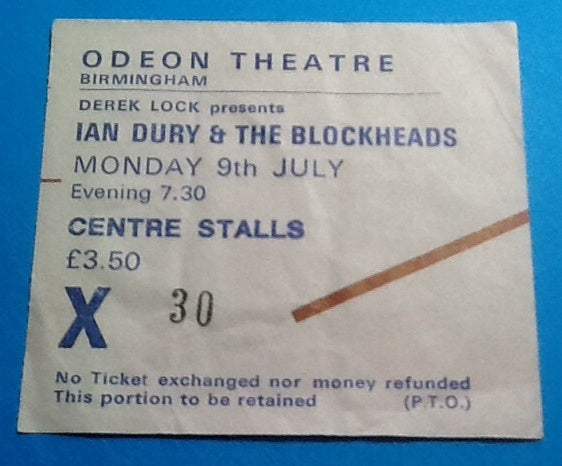 ODEON THEATRE
BIRMINGHAM
DEREK LOCK presents
IAN DURY & THE BLOCKHEADS
MONDAY 9th JULY
Evening 7.30
CENTRE STALLS
£3.50
X 30
No Ticket exchanged nor money refunded
This portion to be retained (P.T.O.)